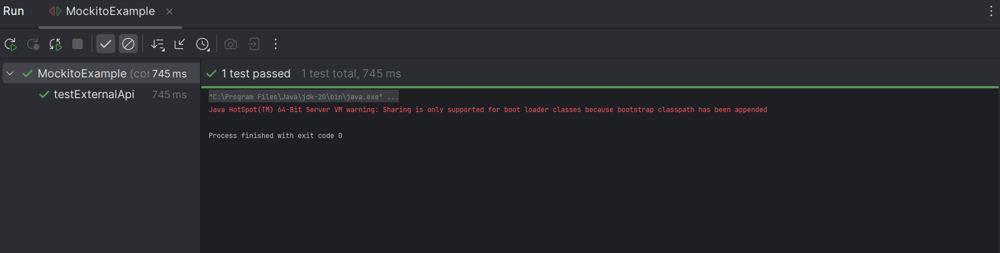 Run MockitoExample
MockitoExample (co 745 ms
testExternalApi 745 ms
1 test passed 1 test total, 745 ms
"C:\Program Files\Java\jdk-20\bin\java.exe" ...
Java HotSpot(TM) 64-Bit Server VM warning: Sharing is only supported for boot loader classes because bootstrap classpath has been appended
Process finished with exit code 0